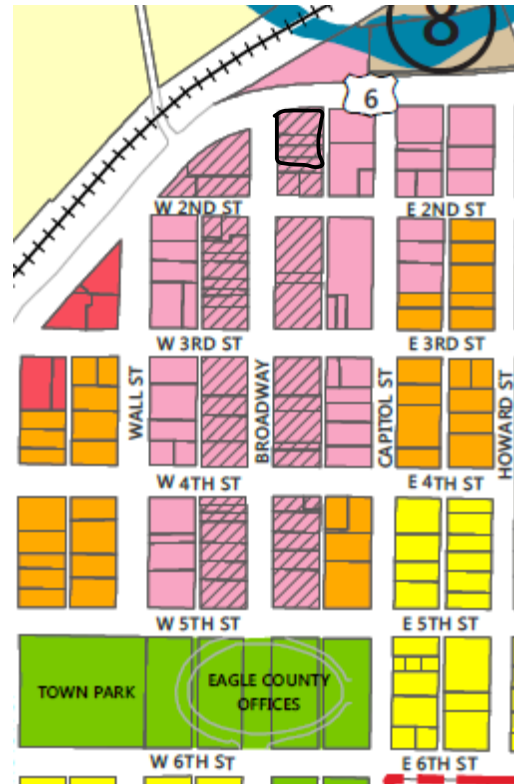 8
6
W 2ND ST
E 2ND ST
W 3RD ST
E 3RD ST
WALL ST
BROADWAY
CAPITOL ST
HOWARD ST
W 4TH ST
E 4TH ST
W 5TH ST
E 5TH ST
TOWN PARK
EAGLE COUNTY
OFFICES
W 6TH ST
E 6TH ST